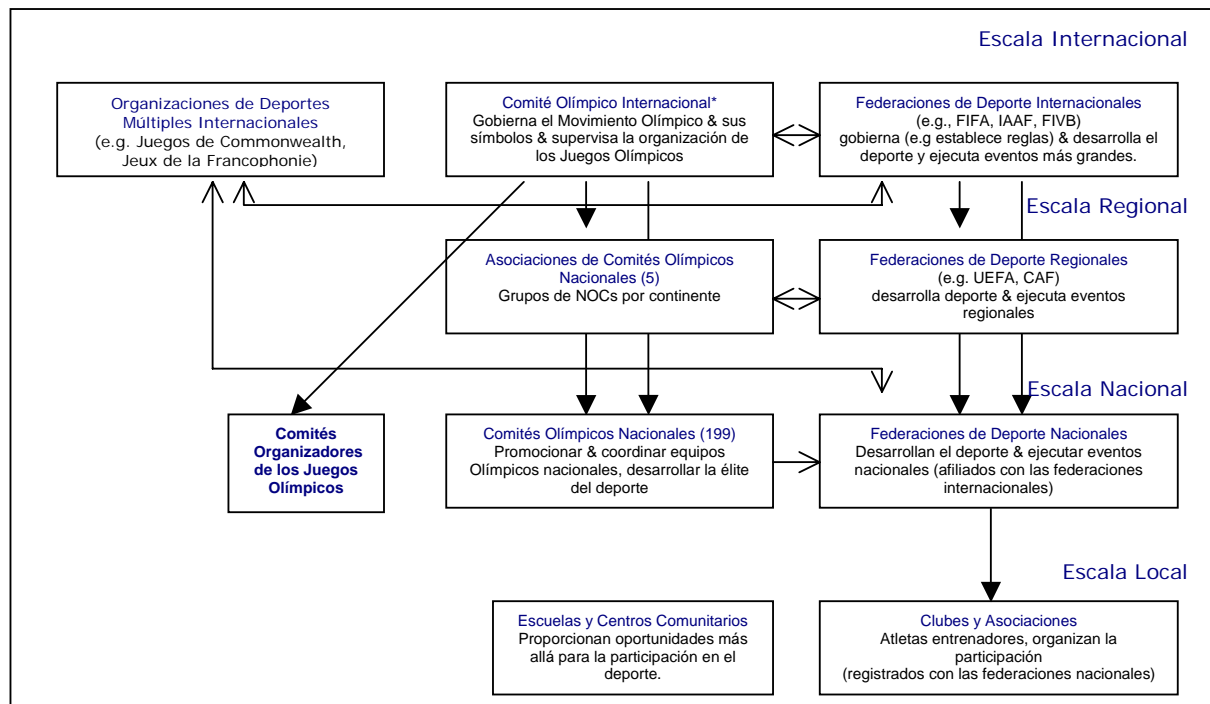 Escala Internacional
Organizaciones de Deportes
Múltiples Internacionales
(e.g. Juegos de Commonwealth,
Jeux de la Francophonie)
Comité Olímpico Internacional*
Gobierna el Movimiento Olímpico & sus
símbolos & supervisa la organización de
los Juegos Olímpicos
Federaciones de Deporte Internacionales
(e.g., FIFA, IAAF, FIVB)
gobierna (e.g establece reglas) & desarrolla el
deporte y ejecuta eventos más grandes.
Escala Regional
Asociaciones de Comités Olímpicos
Nacionales (5)
Grupos de NOCs por continente
Federaciones de Deporte Regionales
(e.g. UEFA, CAF)
desarrolla deporte & ejecuta eventos
regionales
Escala Nacional
Comités
Organizadores
de los Juegos
Olímpicos
Comités Olímpicos Nacionales (199)
Promocionar & coordinar equipos
Olímpicos nacionales, desarrollar la élite
del deporte
Federaciones de Deporte Nacionales
Desarrollan el deporte & ejecutar eventos
nacionales (afiliados con las federaciones
internacionales)
Escala Local
Escuelas y Centros Comunitarios
Proporcionan oportunidades más
allá para la participación en el
deporte.
Clubes y Asociaciones
Atletas entrenadores, organizan la
participación
(registrados con las federaciones nacionales)